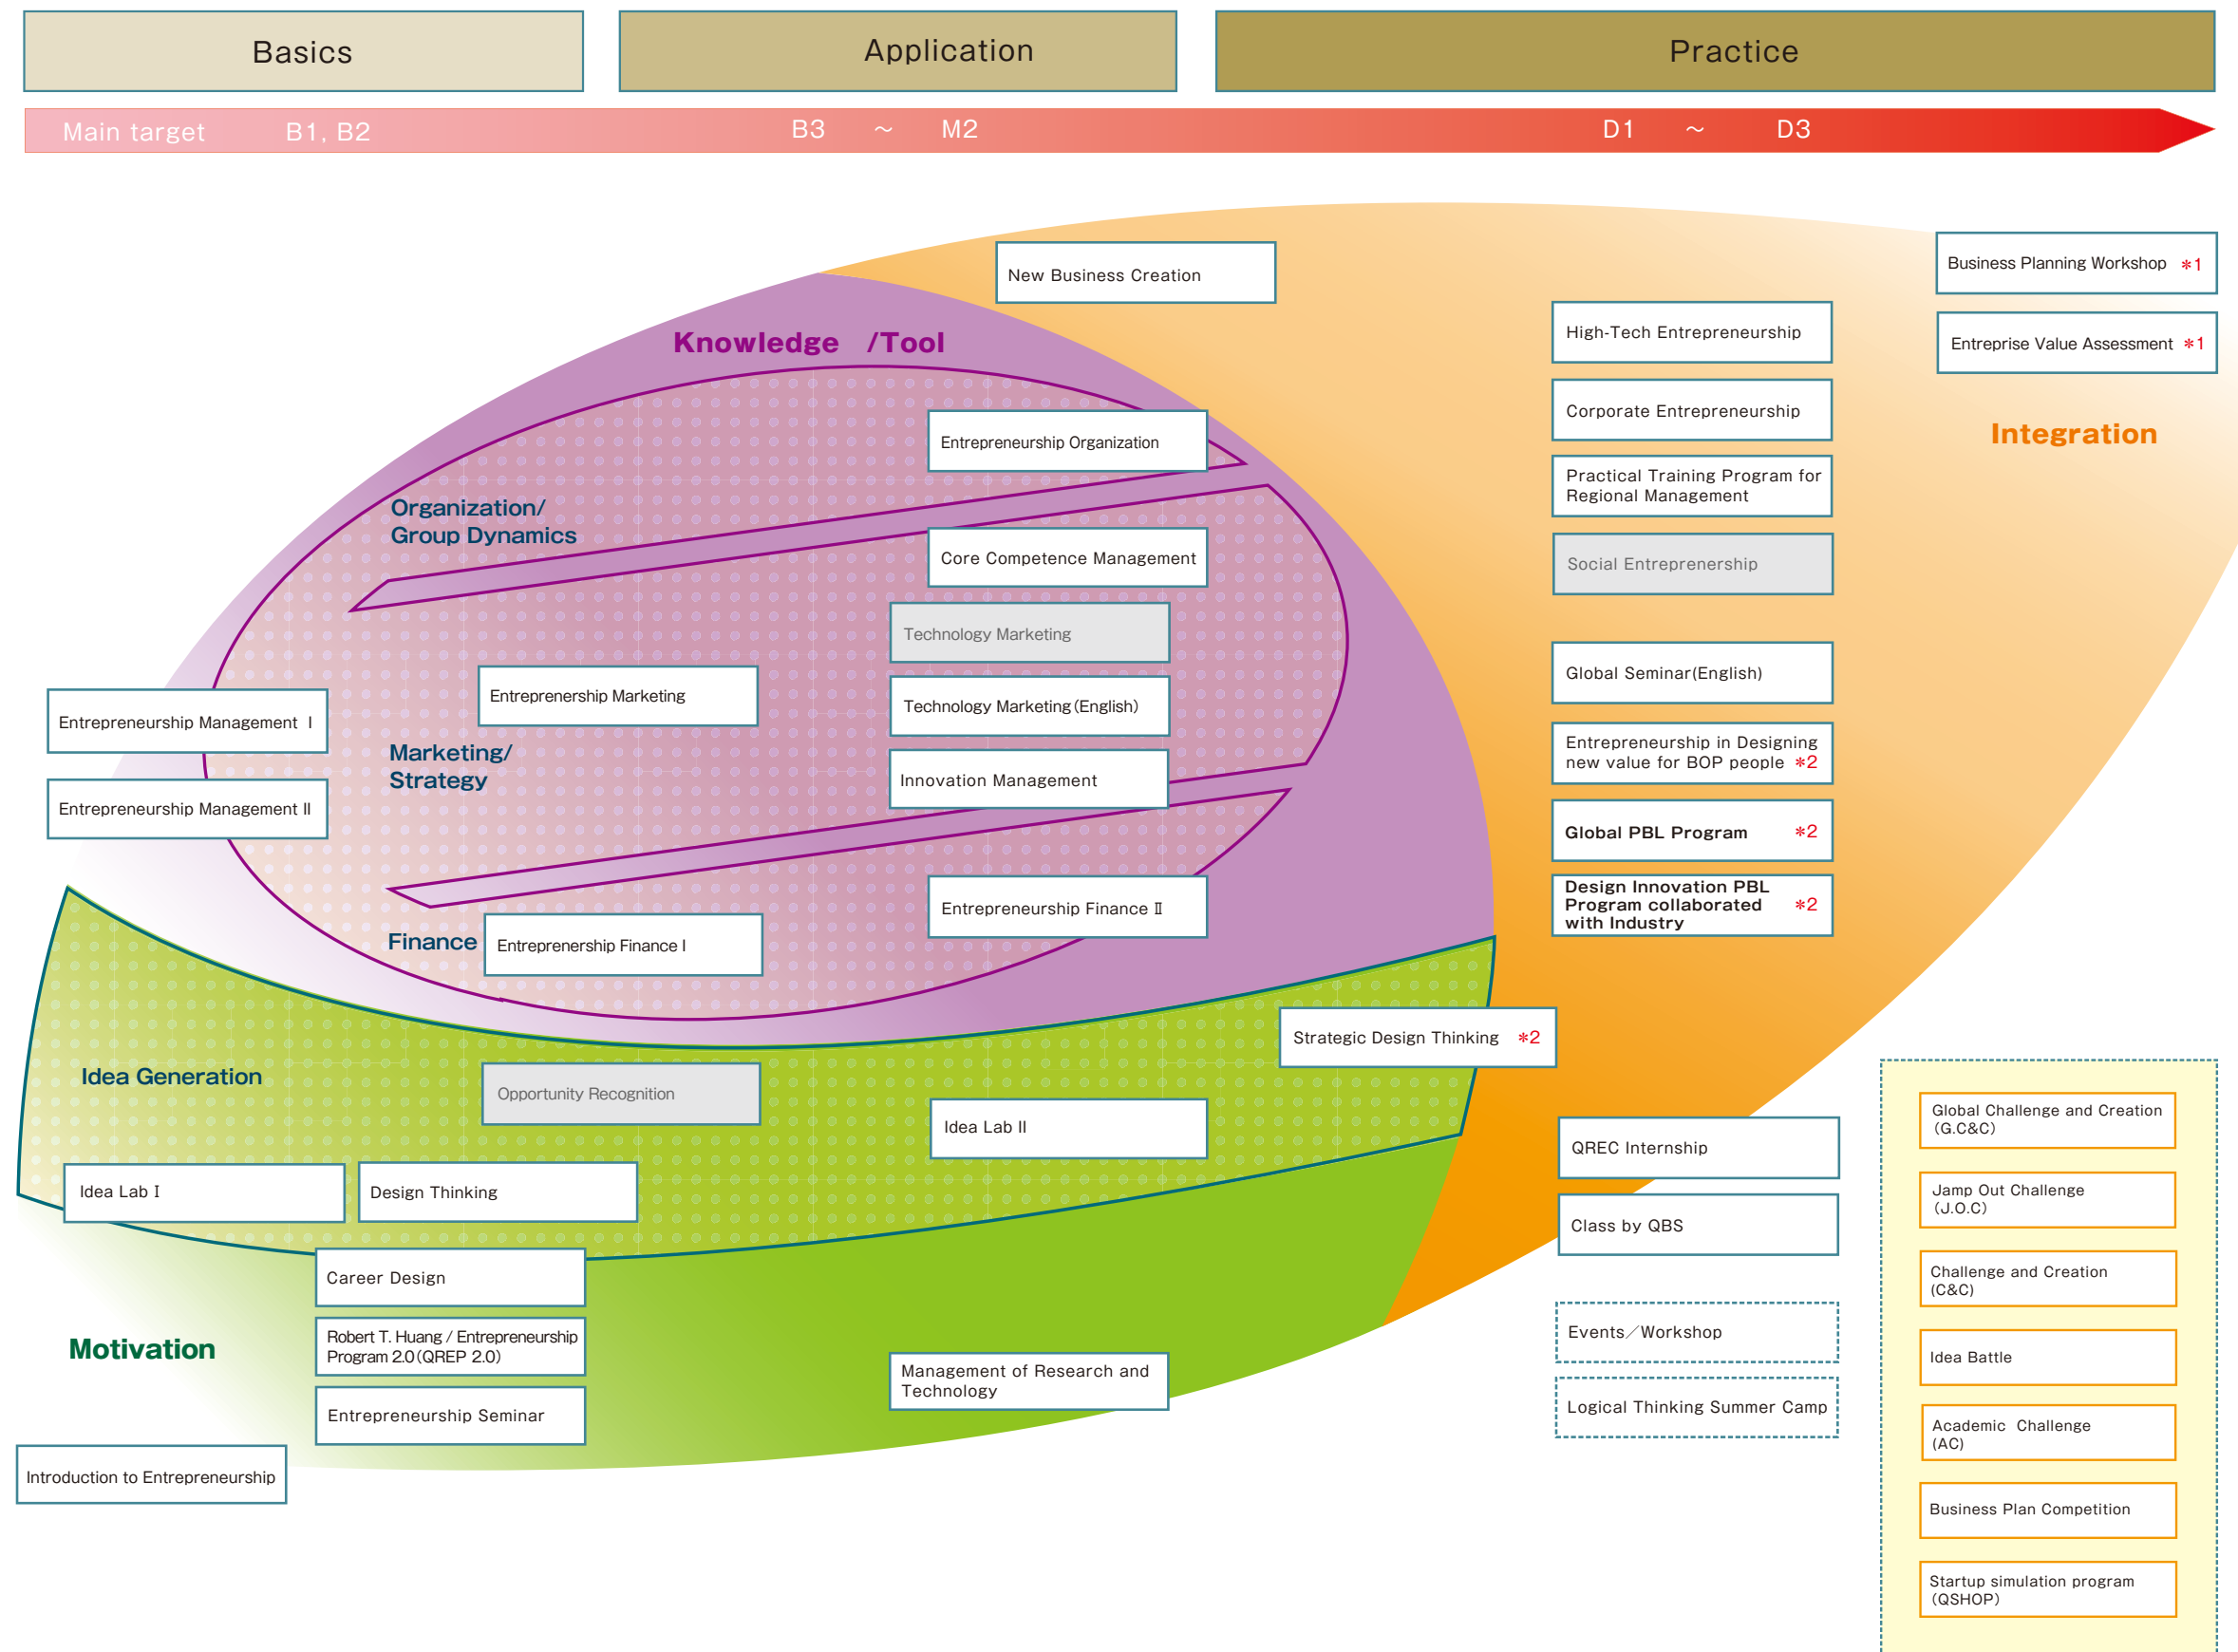 Basics
Application
Practice
Main target B1, B2 B3 ～ M2 D1 ～ D3
New Business Creation
Business Planning Workshop *1
Entreprise Value Assessment *1
Integration
High-Tech Entrepreneurship
Corporate Entrepreneurship
Practical Training Program for
Regional Management
Social Entreprenership
Global Seminar(English)
Entrepreneurship in Designing
new value for BOP people *2
Global PBL Program *2
Design Innovation PBL
Program collaborated *2
with Industry
Knowledge /Tool
Entrepreneurship Organization
Organization/
Group Dynamics
Core Competence Management
Technology Marketing
Entreprenership Marketing
Technology Marketing(English)
Entrepreneurship Management I
Marketing/
Strategy
Innovation Management
Entrepreneurship Management II
Entrepreneurship Finance Ⅱ
Finance
Entreprenership Finance I
Strategic Design Thinking *2
Idea Generation
Opportunity Recognition
Idea Lab II
Idea Lab I
Design Thinking
QREC Internship
Class by QBS
Career Design
Motivation
Robert T. Huang / Entrepreneurship
Program 2.0(QREP 2.0)
Entrepreneurship Seminar
Management of Research and
Technology
Introduction to Entrepreneurship
Events／Workshop
Logical Thinking Summer Camp
Global Challenge and Creation
(G.C&C)
Jamp Out Challenge
(J.O.C)
Challenge and Creation
(C&C)
Idea Battle
Academic Challenge
(AC)
Business Plan Competition
Startup simulation program
(QSHOP)